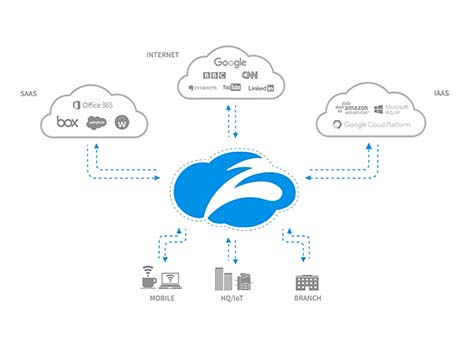 INTERNET
Google
BBC CNN
EVERNOTE YouTube LinkedIn
SAAS
Office 365
box salesforce W
IAAS
amazon webservices Microsoft Azure
Google Cloud Platform
MOBILE HQ/IoT BRANCH